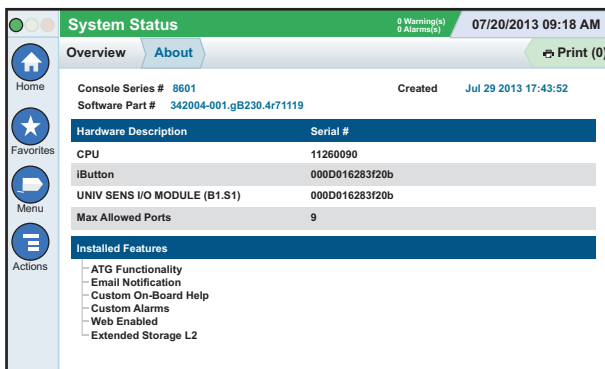 System Status
0 Warning(s)
0 Alarms(s)
07/20/2013 09:18 AM
Overview About Print (0)
Home
Favorites
Menu
Actions
Console Series # 8601 Created Jul 29 2013 17:43:52
Software Part # 342004-001.gB230.4r71119
Hardware Description Serial #
CPU 11260090
iButton 000D016283f20b
UNIV SENS I/O MODULE (B1.S1) 000D016283f20b
Max Allowed Ports 9
Installed Features
ATG Functionality
Email Notification
Custom On-Board Help
Custom Alarms
Web Enabled
Extended Storage L2